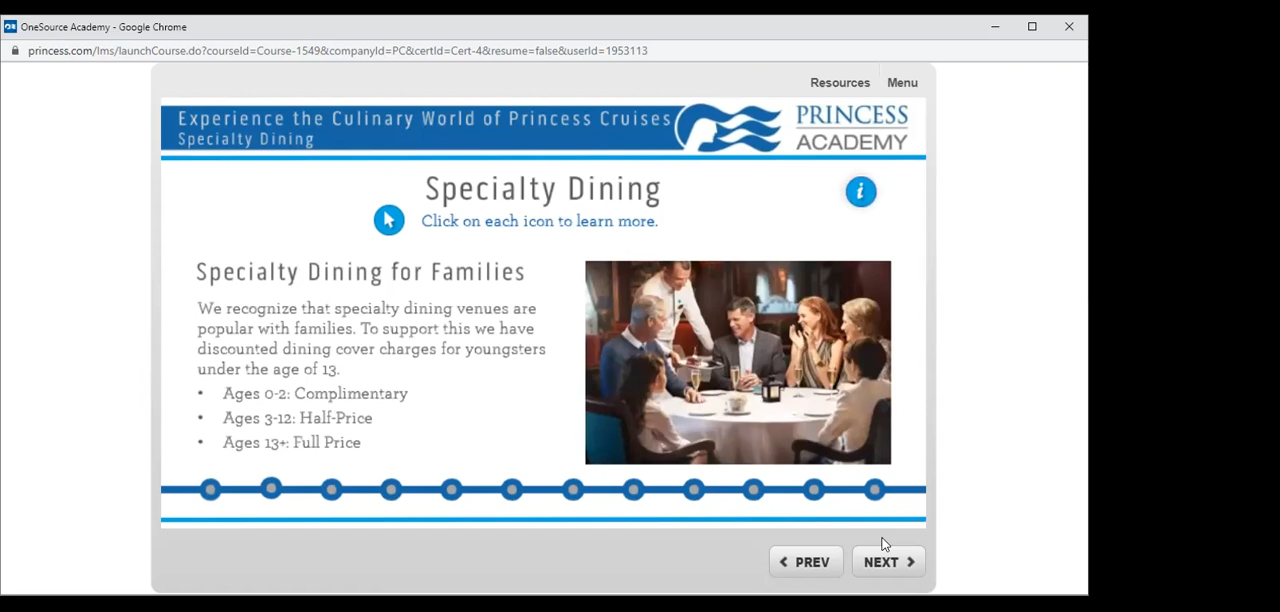 OneSource Academy - Google Chrome
princess.com/lms/launchCourse.do?courseId=Course-1549&companyId=PC&certId=Cert-4&resume=false&userId=1953113
Resources Menu
Experience the Culinary World of Princess Cruises
Specialty Dining
PRINCESS
ACADEMY
Specialty Dining
i
Click on each icon to learn more.
Specialty Dining for Families
We recognize that specialty dining venues are
popular with families. To support this we have
discounted dining cover charges for youngsters
under the age of 13.
• Ages 0-2: Complimentary
• Ages 3-12: Half-Price
• Ages 13+: Full Price
PREV NEXT